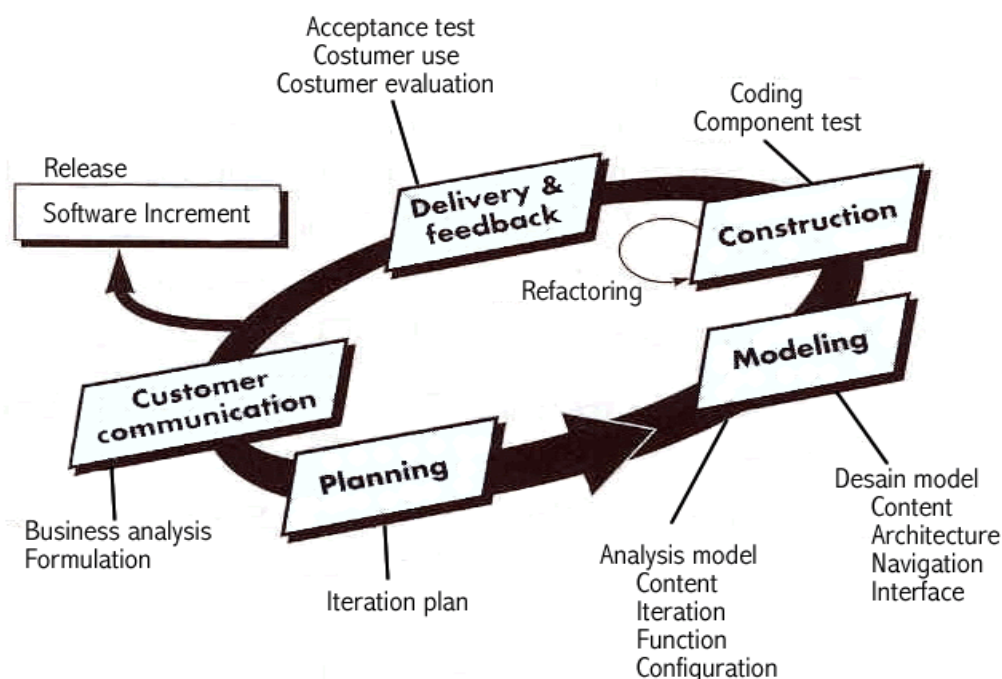 Acceptance test
Costumer use
Costumer evaluation
Coding
Component test
Release
Software Increment
Delivery &
feedback
Construction
Refactoring
Modeling
Customer
communication
Planning
Business analysis
Formulation
Iteration plan
Analysis model
Content
Iteration
Function
Configuration
Desain model
Content
Architecture
Navigation
Interface